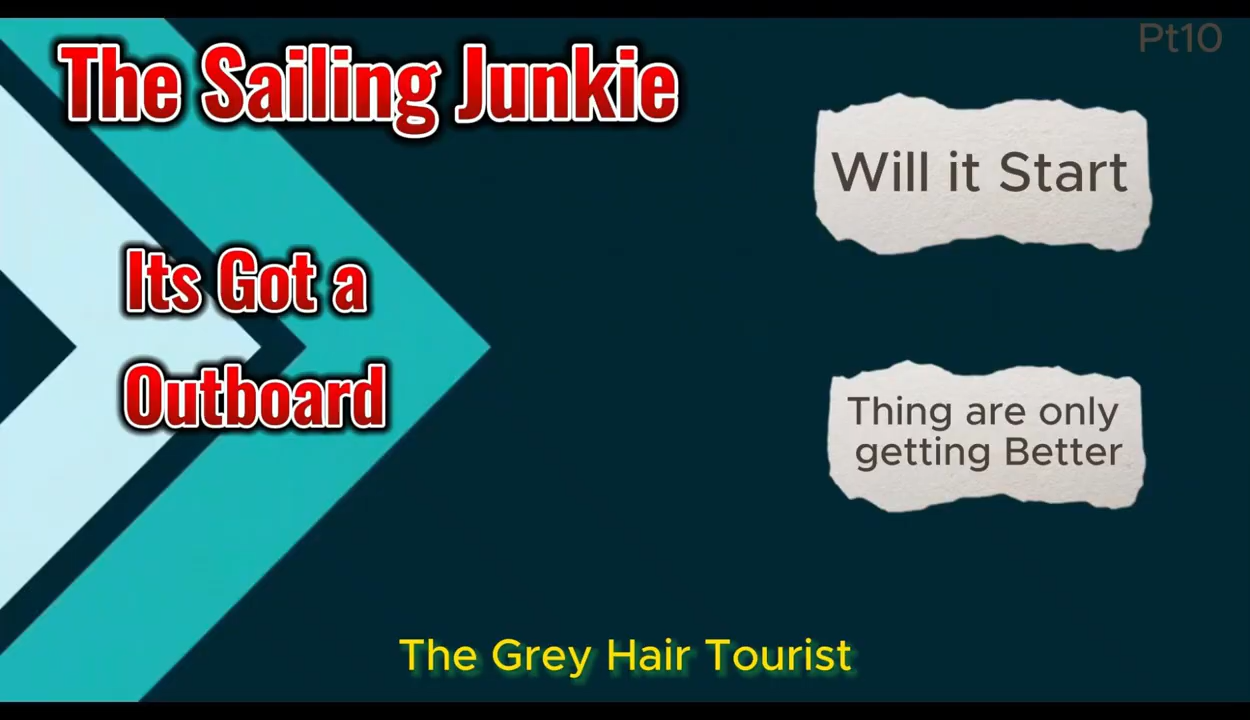 The Sailing Junkie
Pt10
Will it Start
Its Got a
Outboard
Thing are only
getting Better
The Grey Hair Tourist